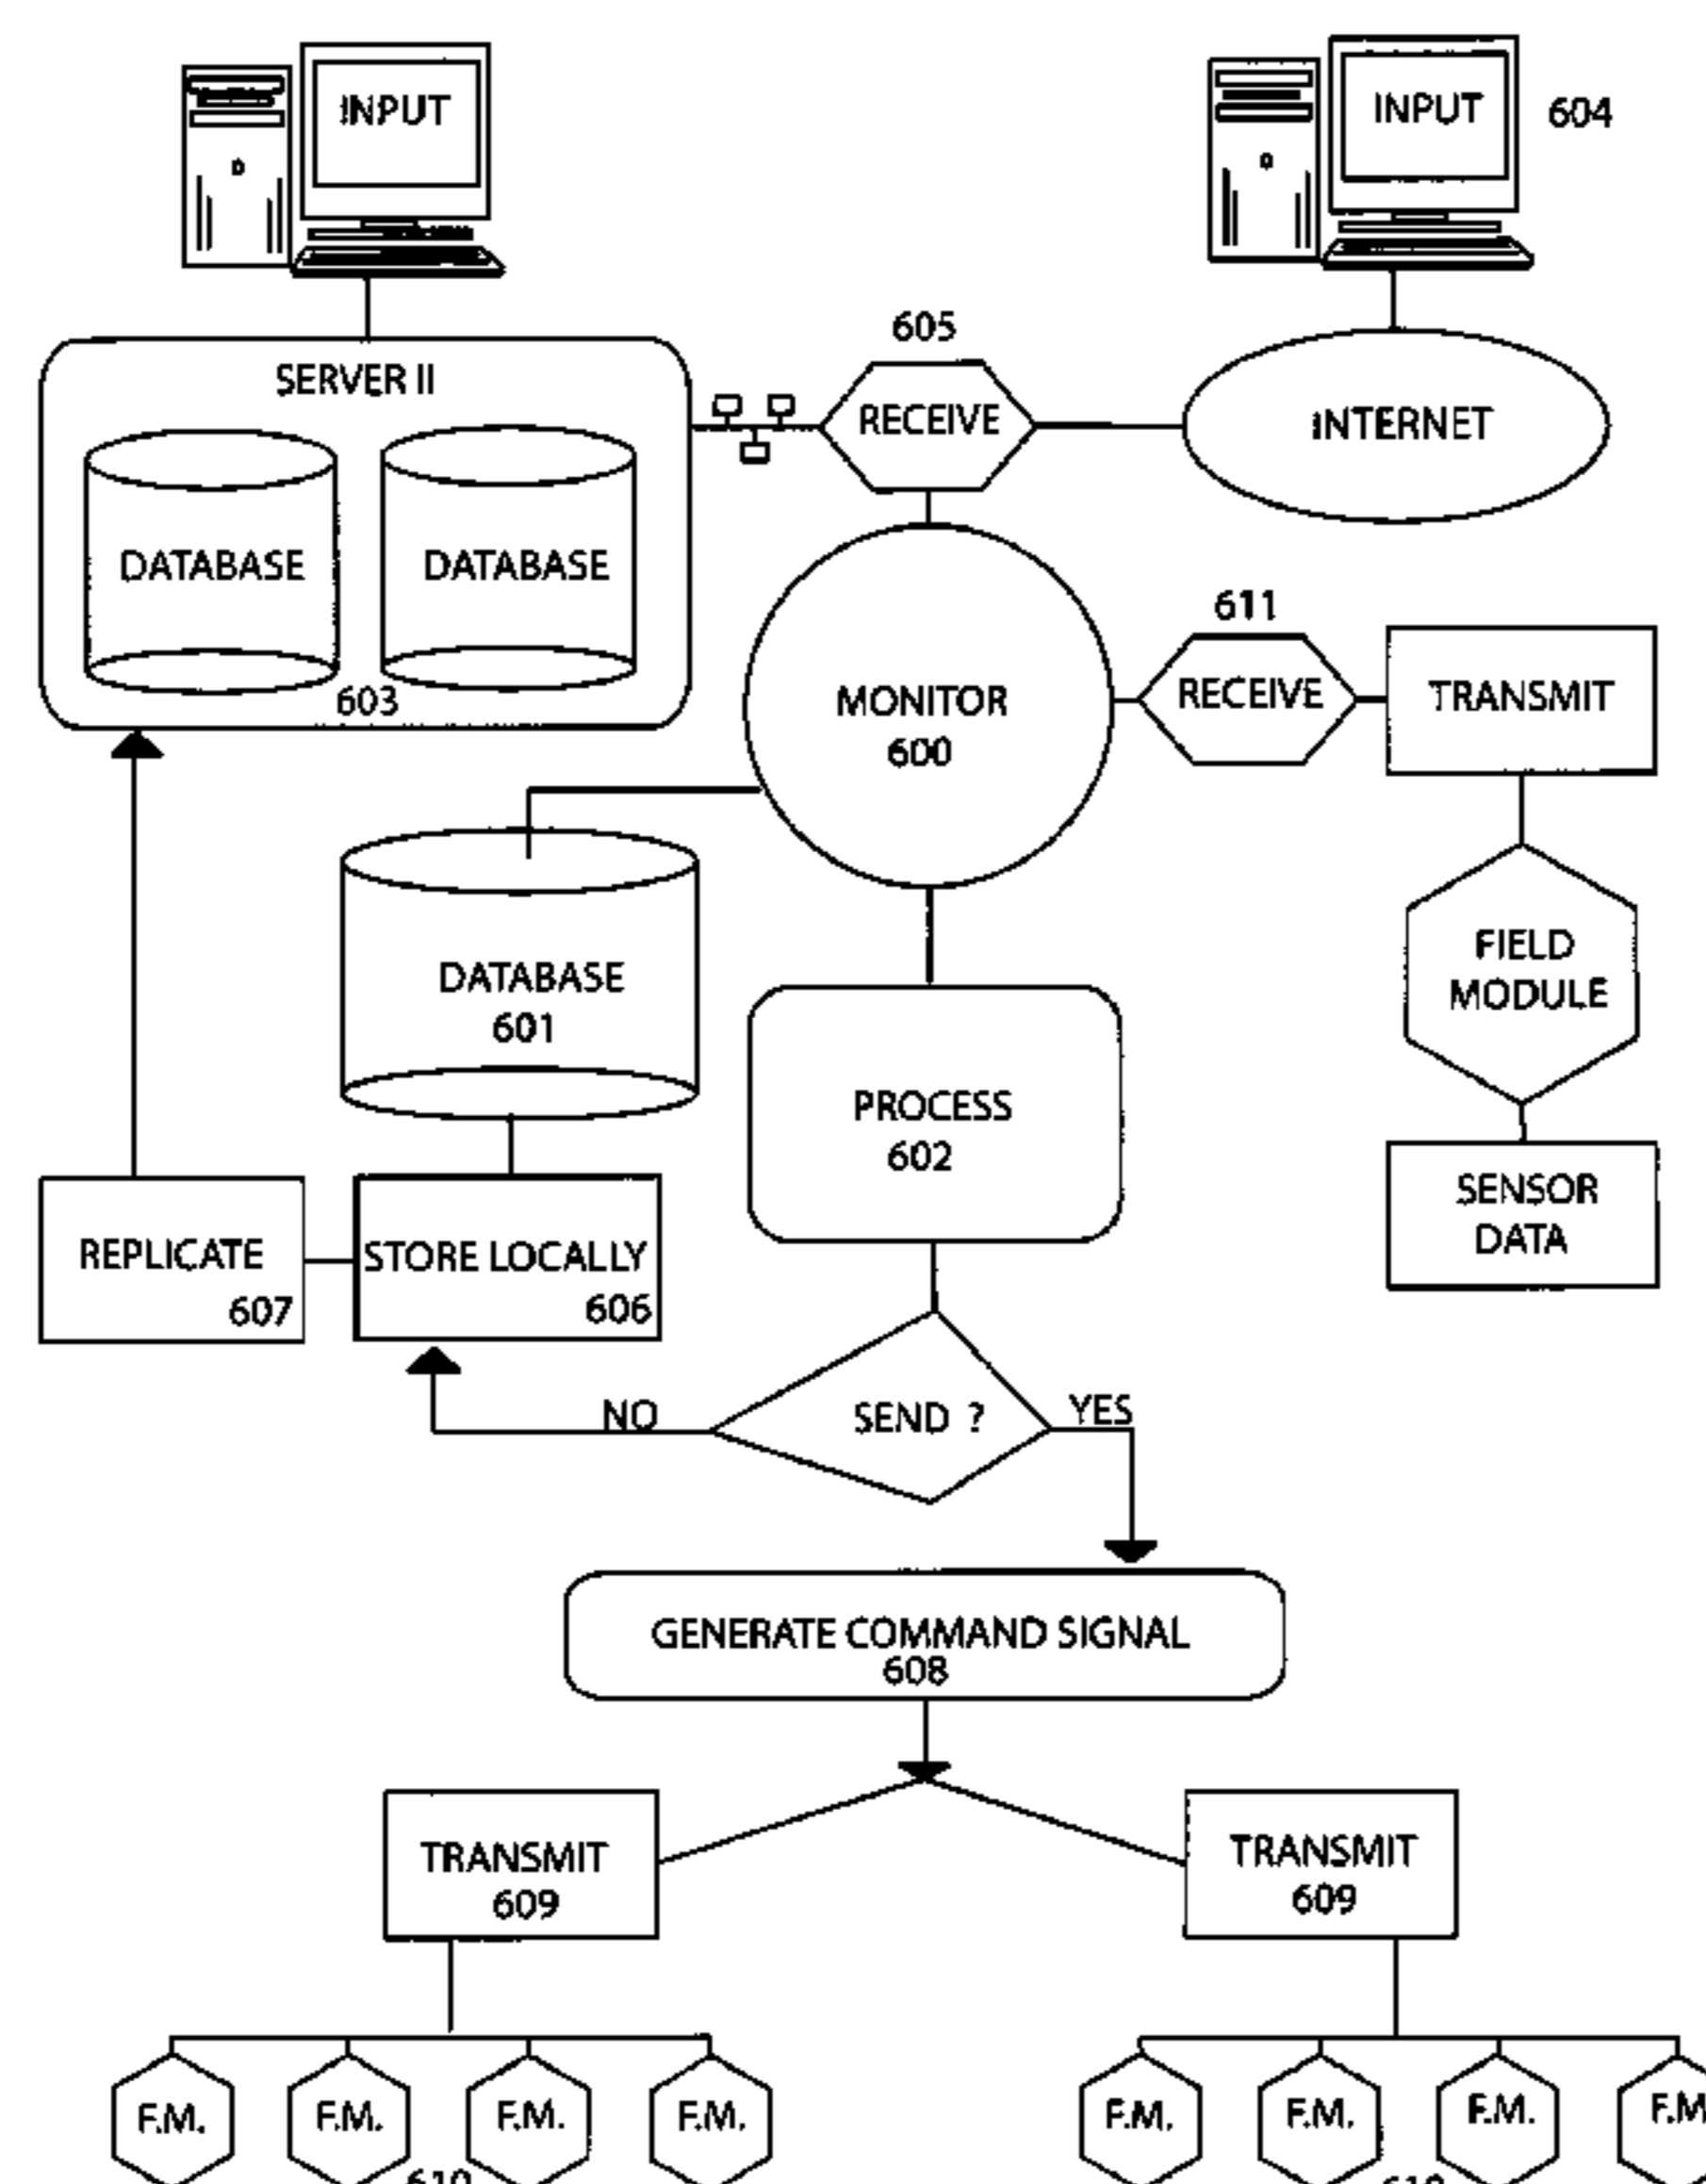 INPUT
INPUT
604
605
SERVER II
RECEIVE
INTERNET
DATABASE
DATABASE
611
603
MONITOR
600
RECEIVE
TRANSMIT
FIELD
MODULE
DATABASE
601
PROCESS
602
SENSOR
DATA
REPLICATE
607
STORE LOCALLY
606
NO
SEND ?
YES
GENERATE COMMAND SIGNAL
608
TRANSMIT
609
TRANSMIT
609
F.M.
F.M.
F.M.
F.M.
F.M.
F.M.
F.M.
F.M
610
610